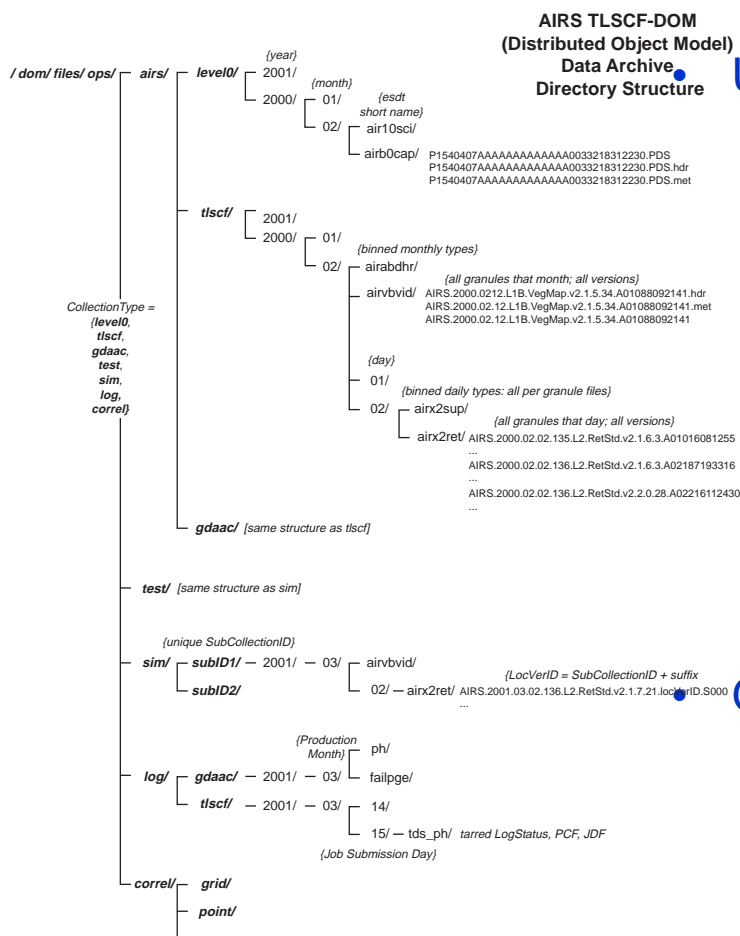 AIRS TLSCF-DOM
(Distributed Object Model)
Data Archive
Directory Structure
/ dom/ files/ ops/ airs/ level0/ {year}
2001/
2000/ {month}
01/
02/ {esdt
short name}
air10sci/
airb0cap/ P1540407AAAAAAAAAAAAAA0033218312230.PDS
P1540407AAAAAAAAAAAAAA0033218312230.PDS.hdr
P1540407AAAAAAAAAAAAAA0033218312230.PDS.met
tlscf/ 2001/
2000/ 01/
02/ {binned monthly types}
airabdhr/
{all granules that month; all versions}
airvbvid/ AIRS.2000.0212.L1B.VegMap.v2.1.5.34.A01088092141.hdr
AIRS.2000.02.12.L1B.VegMap.v2.1.5.34.A01088092141.met
AIRS.2000.02.12.L1B.VegMap.v2.1.5.34.A01088092141
CollectionType =
{level0,
tlscf,
gdaac,
test,
sim,
log,
correl}
{day}
01/
{binned daily types: all per granule files}
02/ airx2sup/
{all granules that day; all versions}
airx2ret/ AIRS.2000.02.02.135.L2.RetStd.v2.1.6.3.A01016081255
...
AIRS.2000.02.02.136.L2.RetStd.v2.1.6.3.A02187193316
...
AIRS.2000.02.02.136.L2.RetStd.v2.2.0.28.A02216112430
...
gdaac/ [same structure as tlscf]
test/ [same structure as sim]
{unique SubCollectionID}
sim/ subID1/ 2001/ 03/ airvbvid/
{LocVerID = SubCollectionID + suffix
subID2/ 02/ airx2ret/ AIRS.2001.03.02.136.L2.RetStd.v2.1.7.21.locVerID.S000
...
{Production
Month}
ph/
log/ gdaac/ 2001/ 03/ failpge/
tlscf/ 2001/ 03/ 14/
15/ tds_ph/ tarred LogStatus, PCF, JDF
{Job Submission Day}
correl/ grid/
point/